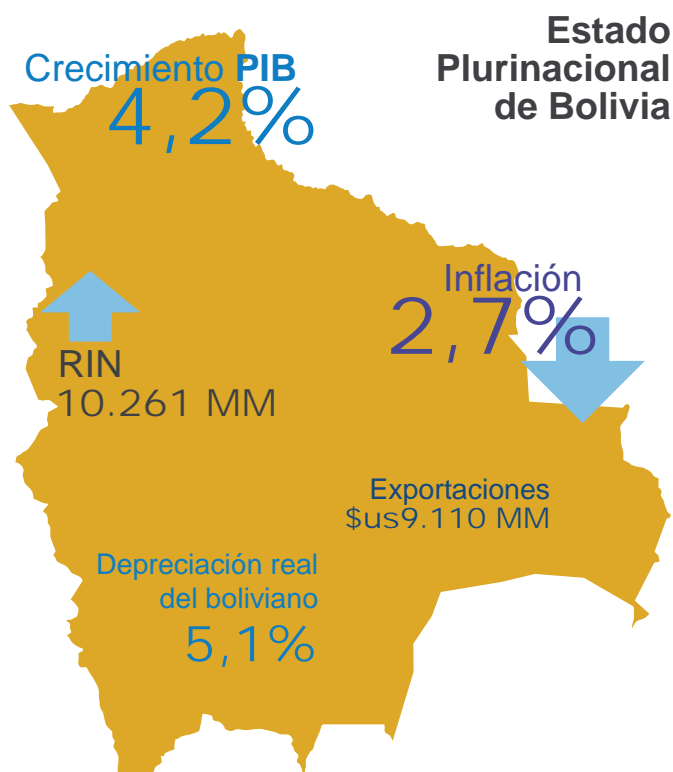 Estado
Plurinacional
de Bolivia
Crecimiento PIB
4,2%
Inflación
2,7%
RIN
10.261 MM
Exportaciones
$us9.110 MM
Depreciación real
del boliviano
5,1%